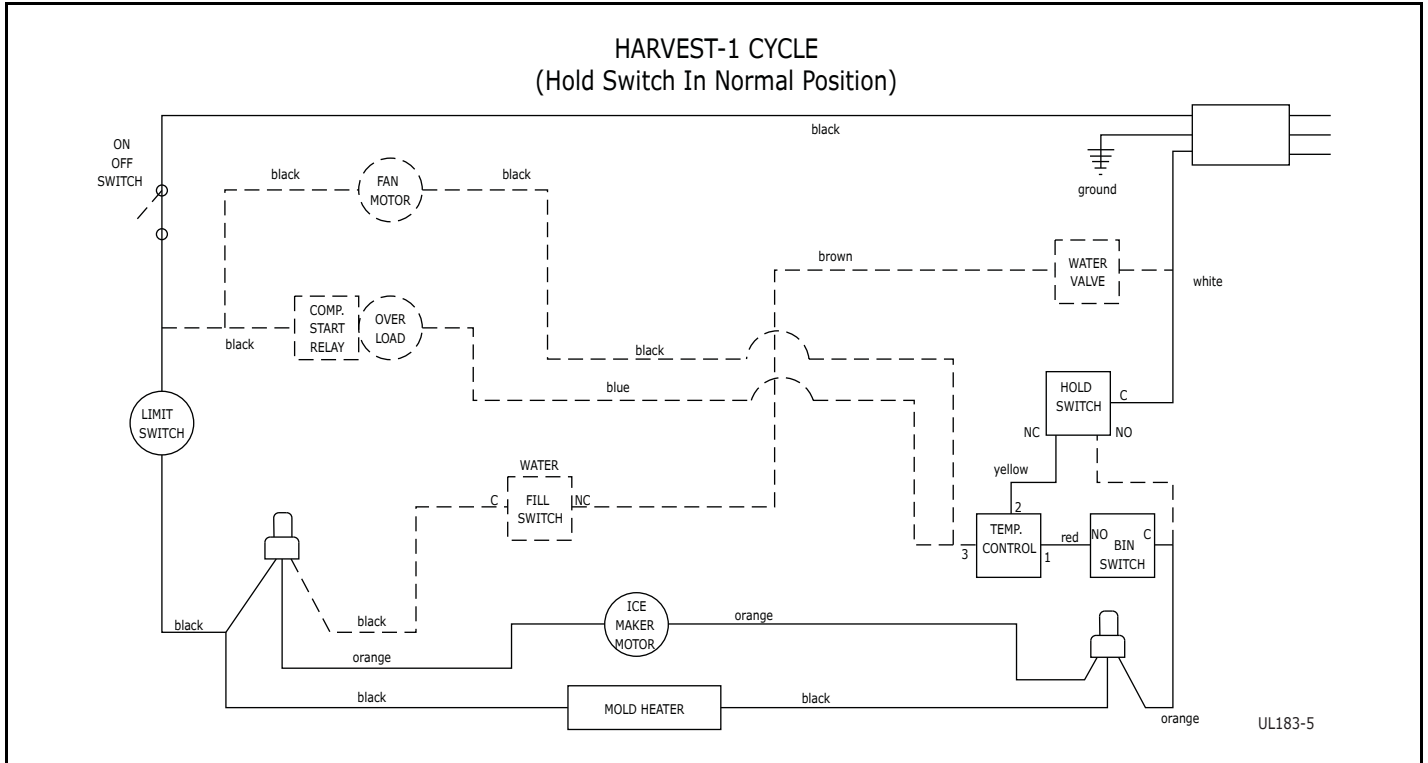 HARVEST-1 CYCLE
(Hold Switch In Normal Position)
black
ON
OFF
SWITCH
ground
black
FAN
MOTOR
black
brown
WATER
VALVE
white
COMP.
START
RELAY
OVER
LOAD
black
black
blue
HOLD
SWITCH
C
NC
NO
LIMIT
SWITCH
WATER
C
FILL
SWITCH
NC
yellow
2
TEMP.
CONTROL
3
1
red
NO
C
BIN
SWITCH
black
black
orange
ICE
MAKER
MOTOR
orange
black
MOLD HEATER
black
orange
UL183-5